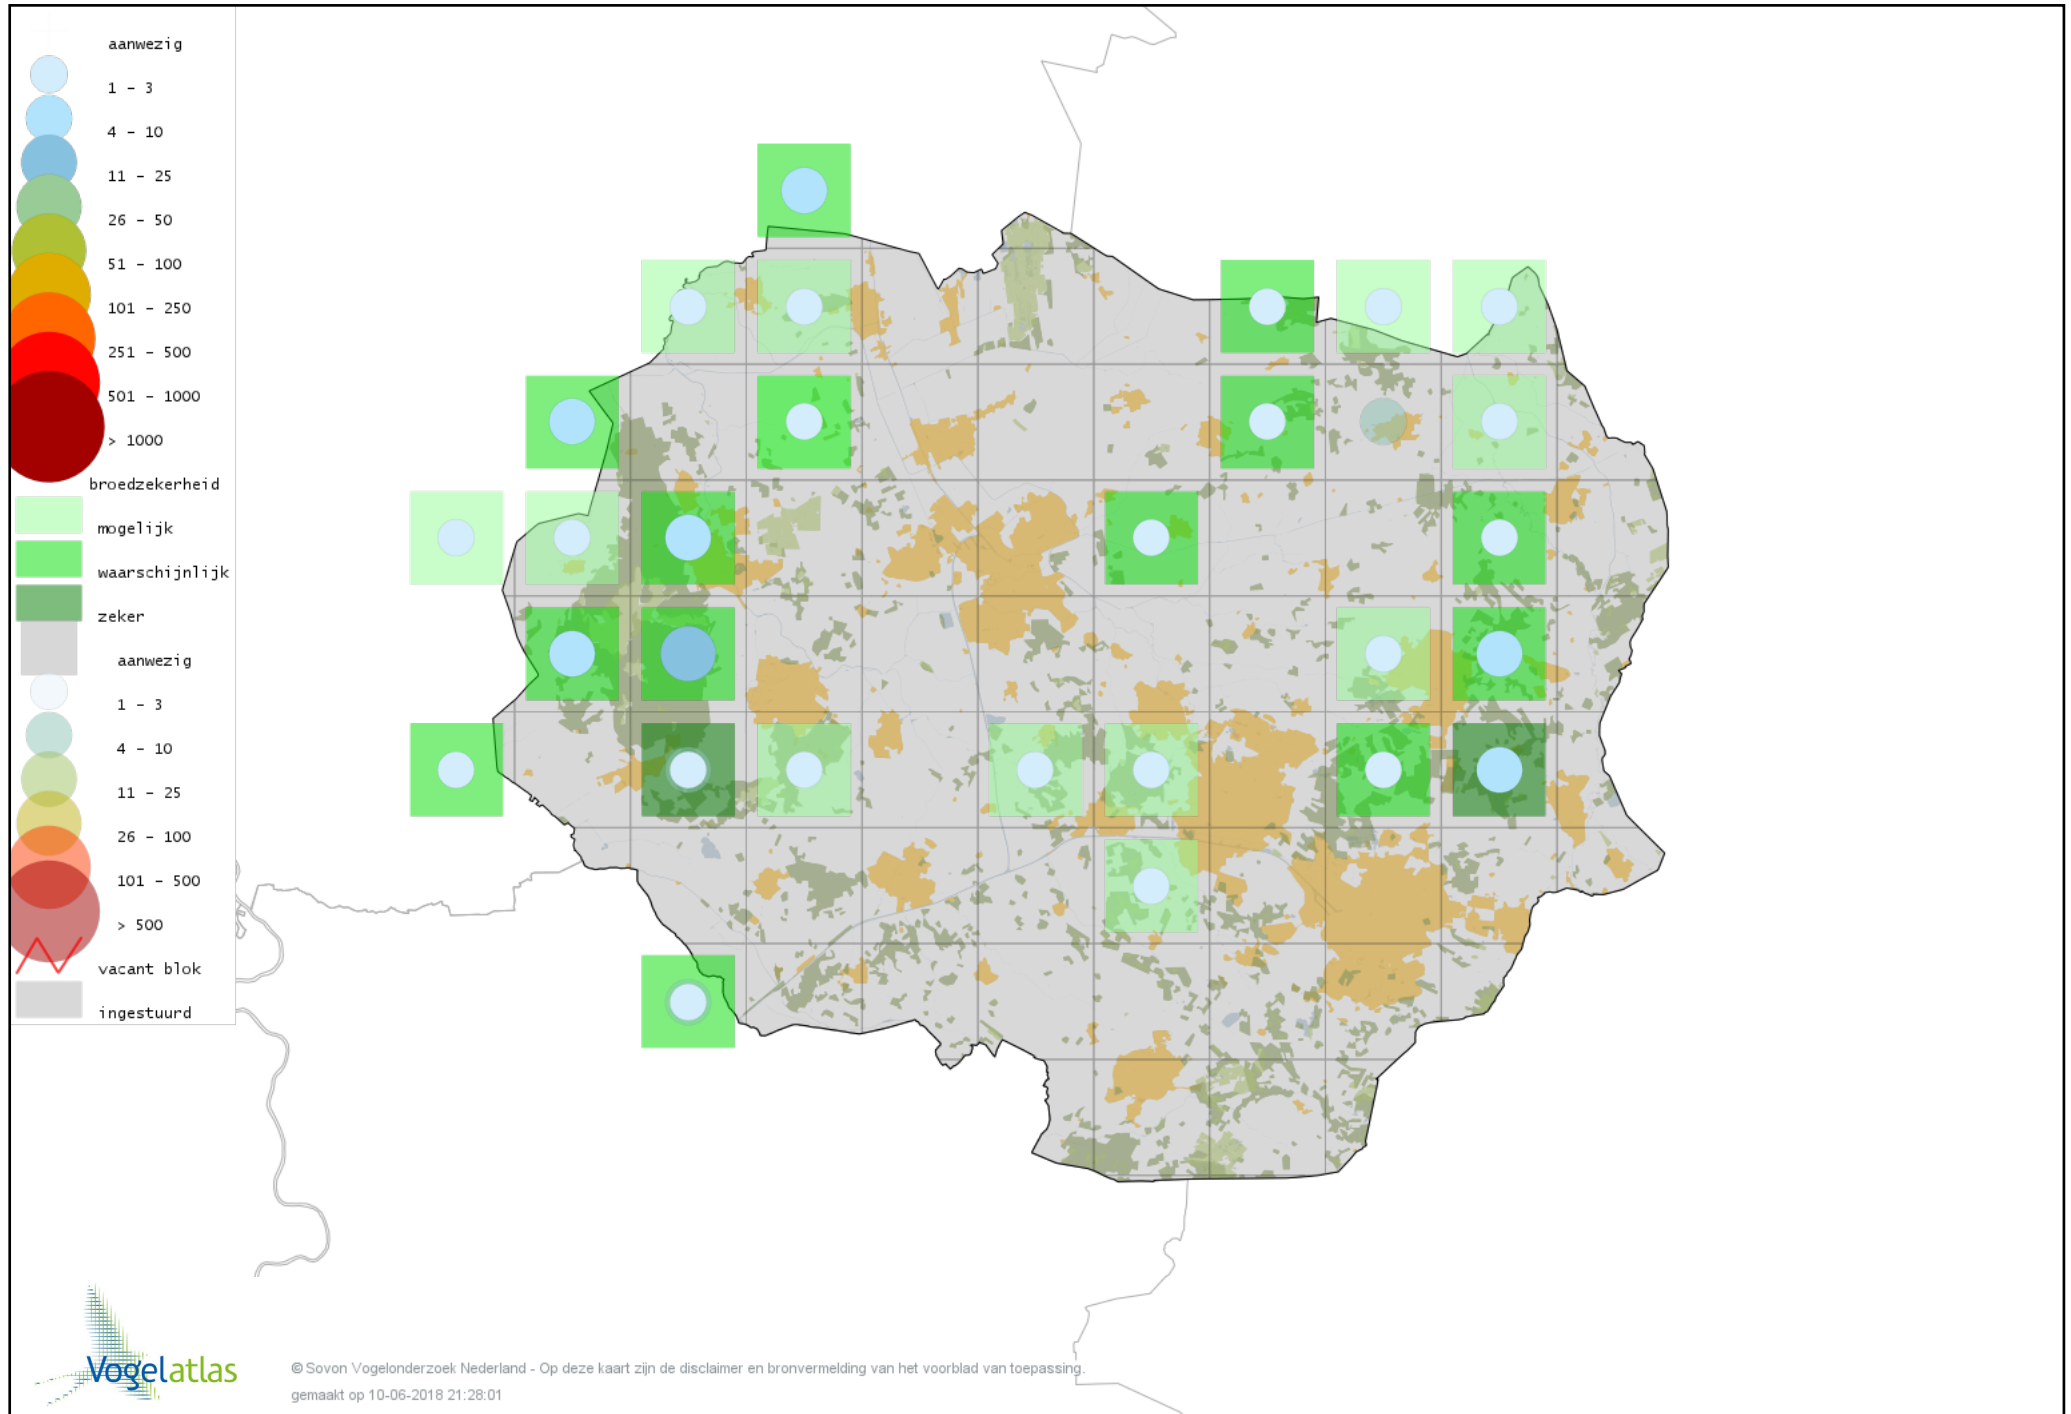 aanwezig
1 - 3
4 - 10
11 - 25
26 - 50
51 - 100
101 - 250
251 - 500
501 - 1000
> 1000
broedzekerheid
mogelijk
waarschijnlijk
zeker
aanwezig
1 - 3
4 - 10
11 - 25
26 - 100
101 - 500
> 500
vacant blok
ingestuurd
Vogelatlas
© Sovon Vogelonderzoek Nederland - Op deze kaart zijn de disclaimer en bronvermelding van het voorblad van toepassing.
gemaakt op 10-06-2018 21:28:01